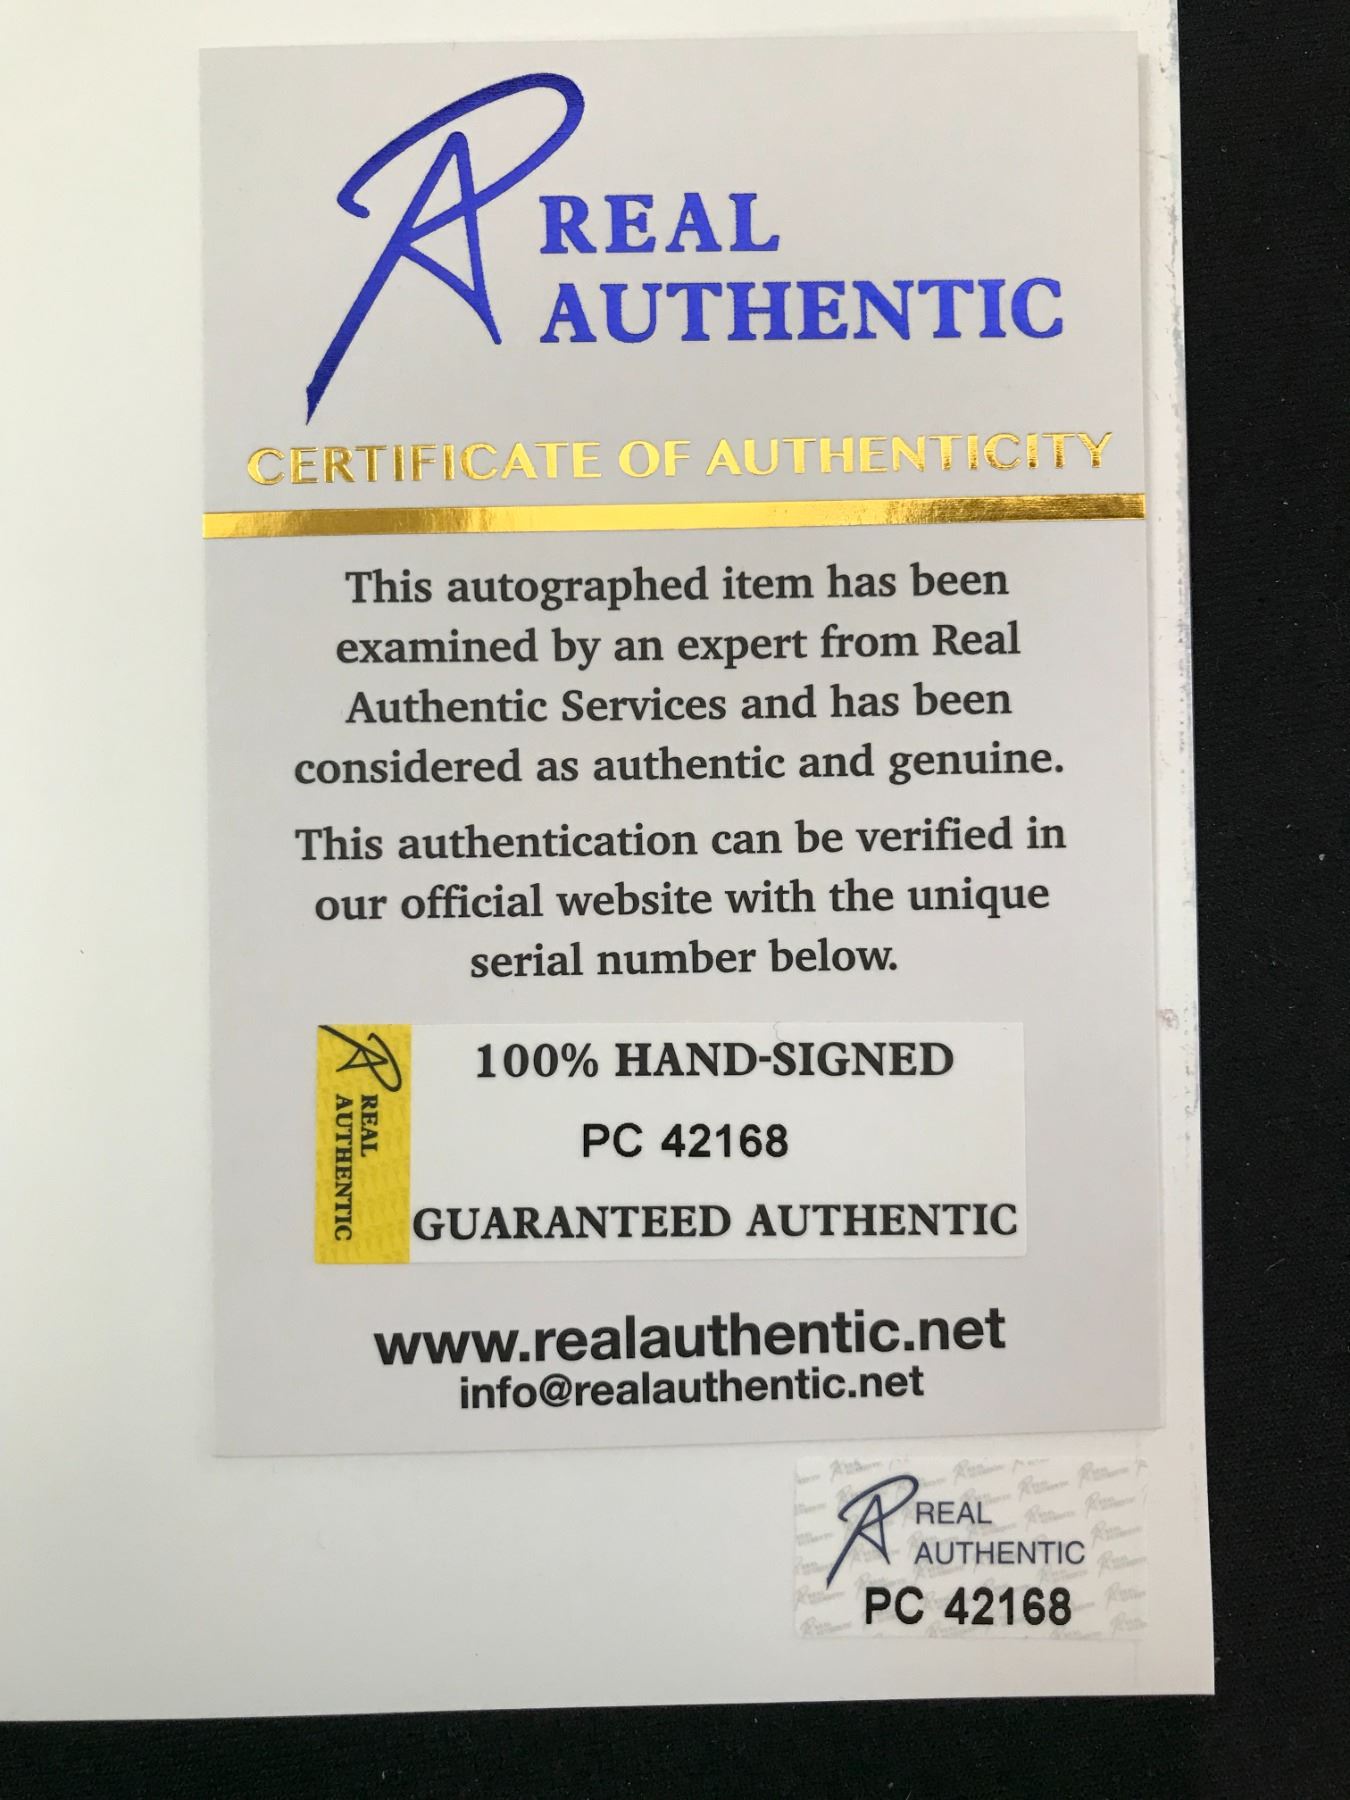 REAL
AUTHENTIC
CERTIFICATE OF AUTHENTICITY
This autographed item has been
examined by an expert from Real
Authentic Services and has been
considered as authentic and genuine.
This authentication can be verified in
our official website with the unique
serial number below.
REAL
AUTHENTIC
100% HAND-SIGNED
PC 42168
GUARANTEED AUTHENTIC
www.realauthentic.net
info@realauthentic.net
REAL
AUTHENTIC
PC 42168